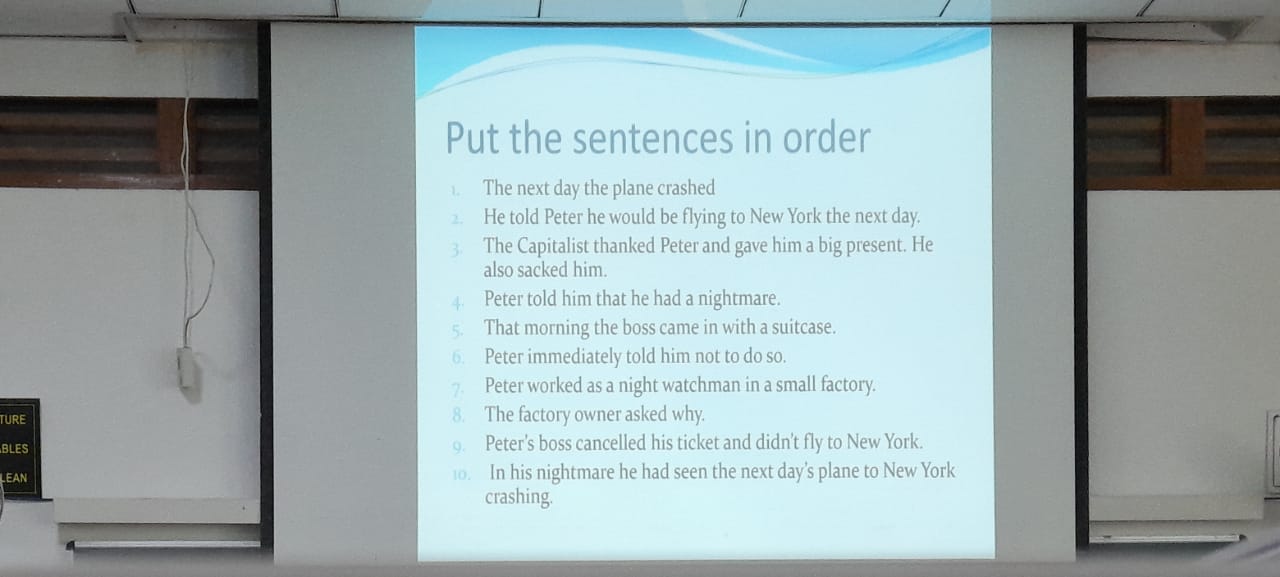 Put the sentences in order
1. The next day the plane crashed
2. He told Peter he would be flying to New York the next day.
3. The Capitalist thanked Peter and gave him a big present. He
also sacked him.
4. Peter told him that he had a nightmare.
5. That morning the boss came in with a suitcase.
6. Peter immediately told him not to do so.
7. Peter worked as a night watchman in a small factory.
8. The factory owner asked why.
9. Peter's boss cancelled his ticket and didn't fly to New York.
10. In his nightmare he had seen the next day's plane to New York
crashing.
TURE
ABLES
LEAN